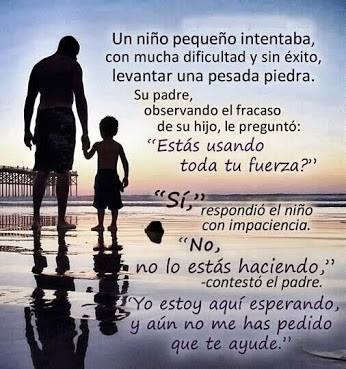 Un niño pequeño intentaba,
con mucha dificultad y sin éxito,
levantar una pesada piedra.
Su padre,
observando el fracaso
de su hijo, le preguntó:
“Estás usando
toda tu fuerza?”
“Sí,”
respondió el niño
con impaciencia.
“No,
no lo estás haciendo,”
-contestó el padre.
“Yo estoy aquí esperando,
y aún no me has pedido
que te ayude.”